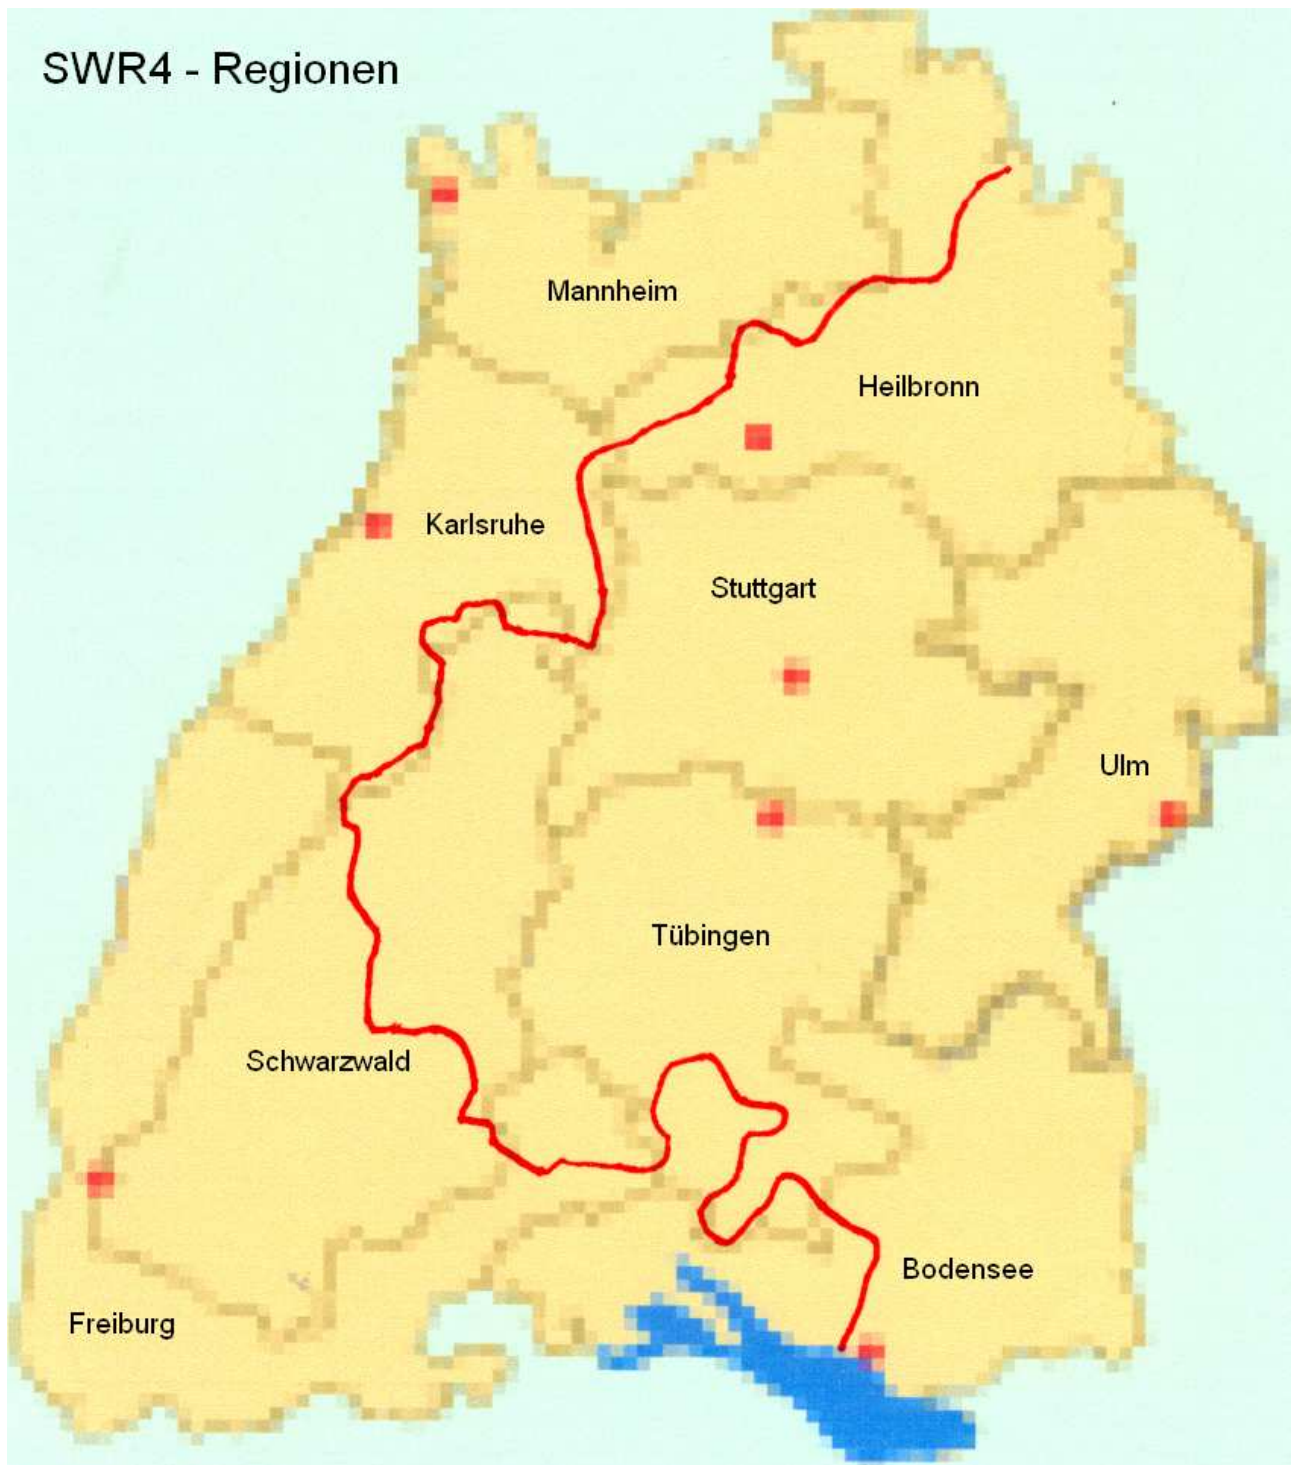 SWR4 - Regionen
Mannheim
Heilbronn
Karlsruhe
Stuttgart
Ulm
Tübingen
Schwarzwald
Bodensee
Freiburg